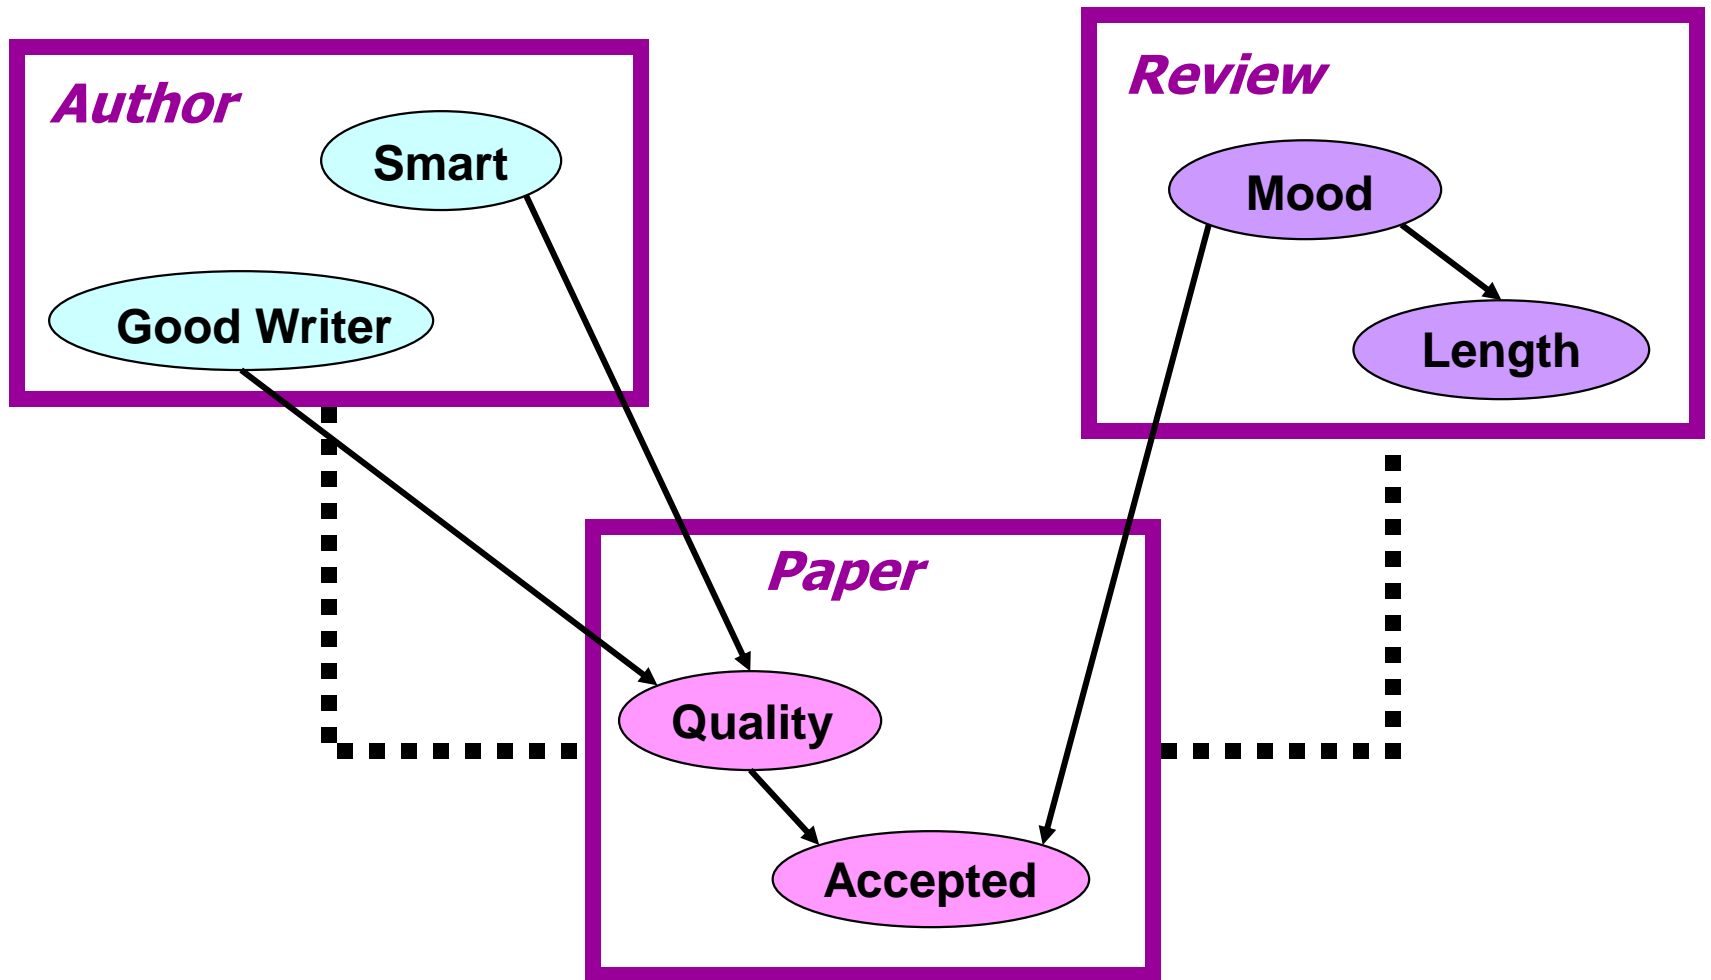 Author
Smart
Good Writer
Review
Mood
Length
Paper
Quality
Accepted